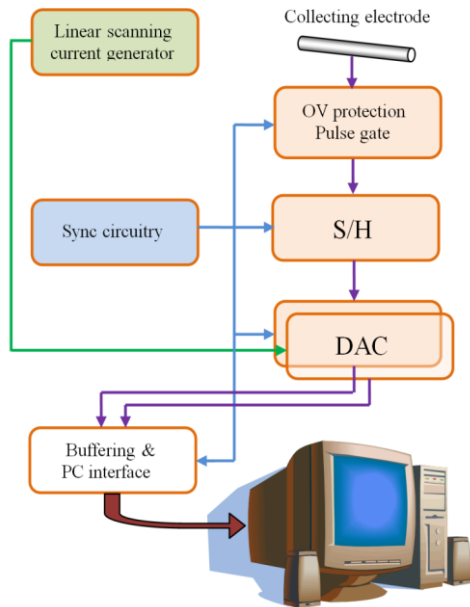 Linear scanning
current generator
Collecting electrode
OV protection
Pulse gate
Sync circuitry
S/H
DAC
Buffering &
PC interface